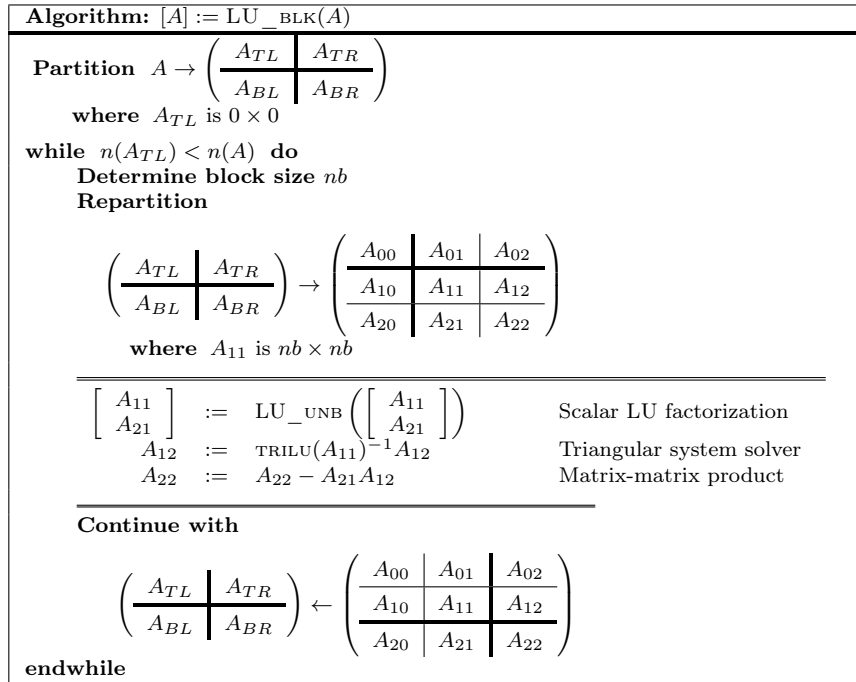 Algorithm: [A] := LU_BLK(A)
Partition A → ( A_TL A_TR
A_BL A_BR )
where A_TL is 0 × 0
while n(A_TL) < n(A) do
Determine block size nb
Repartition
( A_TL A_TR
A_BL A_BR ) → ( A_00 A_01 A_02
A_10 A_11 A_12
A_20 A_21 A_22 )
where A_11 is nb × nb
[ A_11
A_21 ] := LU_UNB ( [ A_11
A_21 ] ) Scalar LU factorization
A_12 := TRILU(A_11)^{-1} A_12 Triangular system solver
A_22 := A_22 − A_21 A_12 Matrix-matrix product
Continue with
( A_TL A_TR
A_BL A_BR ) ← ( A_00 A_01 A_02
A_10 A_11 A_12
A_20 A_21 A_22 )
endwhile